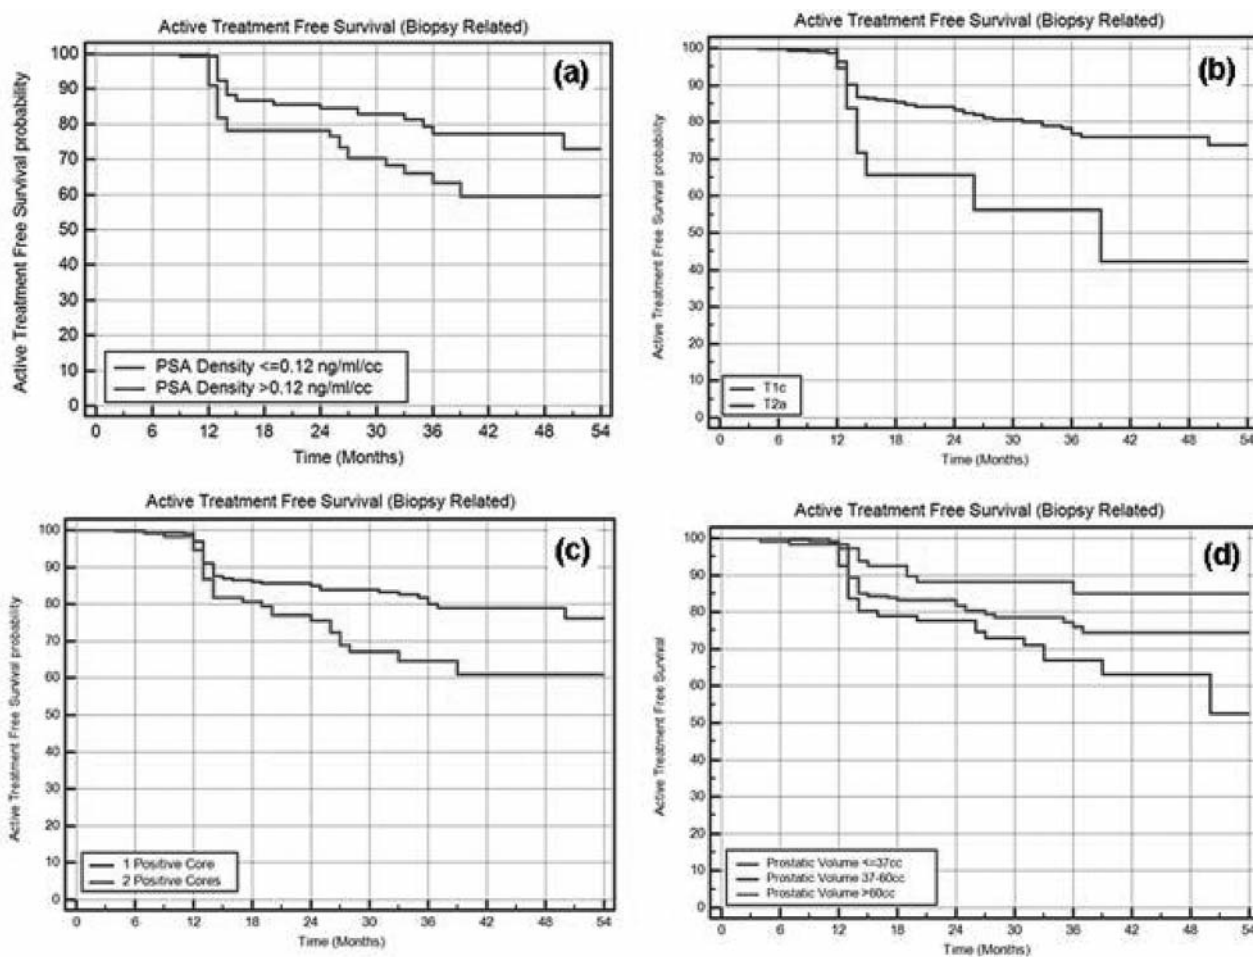 Active Treatment Free Survival (Biopsy Related)
(a)
Active Treatment Free Survival probability
100
90
80
70
60
50
40
30
20
10
0
PSA Density <=0.12 ng/ml/cc
PSA Density >0.12 ng/ml/cc
0 6 12 18 24 30 36 42 48 54
Time (Months)
Active Treatment Free Survival (Biopsy Related)
(b)
Active Treatment Free Survival probability
100
90
80
70
60
50
40
30
20
10
0
T1c
T2a
0 6 12 18 24 30 36 42 48 54
Time (Months)
Active Treatment Free Survival (Biopsy Related)
(c)
Active Treatment Free Survival probability
100
90
80
70
60
50
40
30
20
10
0
1 Positive Core
2 Positive Cores
0 6 12 18 24 30 36 42 48 54
Time (Months)
Active Treatment Free Survival (Biopsy Related)
(d)
Active Treatment Free Survival
100
90
80
70
60
50
40
30
20
10
0
Prostatic Volume <=37cc
Prostatic Volume 37-60cc
Prostatic Volume >60cc
0 6 12 18 24 30 36 42 48 54
Time (Months)